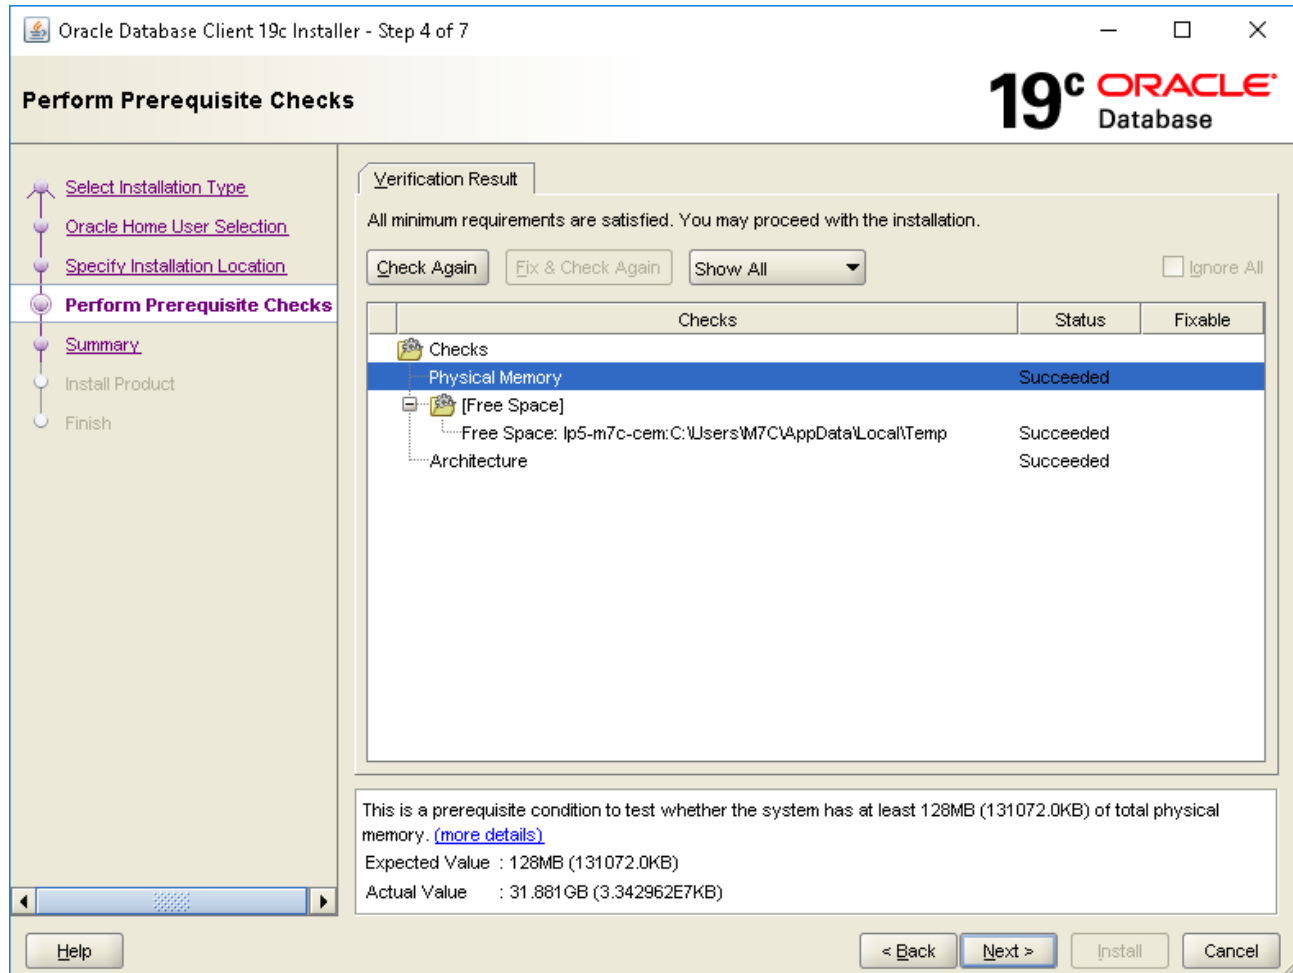 Oracle Database Client 19c Installer - Step 4 of 7
Perform Prerequisite Checks
19c ORACLE
Database
Select Installation Type
Oracle Home User Selection
Specify Installation Location
Perform Prerequisite Checks
Summary
Install Product
Finish
Verification Result
All minimum requirements are satisfied. You may proceed with the installation.
Check Again
Fix & Check Again
Show All
Ignore All
Checks Status Fixable
Checks
Physical Memory Succeeded
[Free Space]
Free Space: lp5-m7c-cem:C:\Users\M7C\AppData\Local\Temp Succeeded
Architecture Succeeded
This is a prerequisite condition to test whether the system has at least 128MB (131072.0KB) of total physical
memory. (more details)
Expected Value : 128MB (131072.0KB)
Actual Value : 31.881GB (3.342962E7KB)
Help
< Back
Next >
Install
Cancel